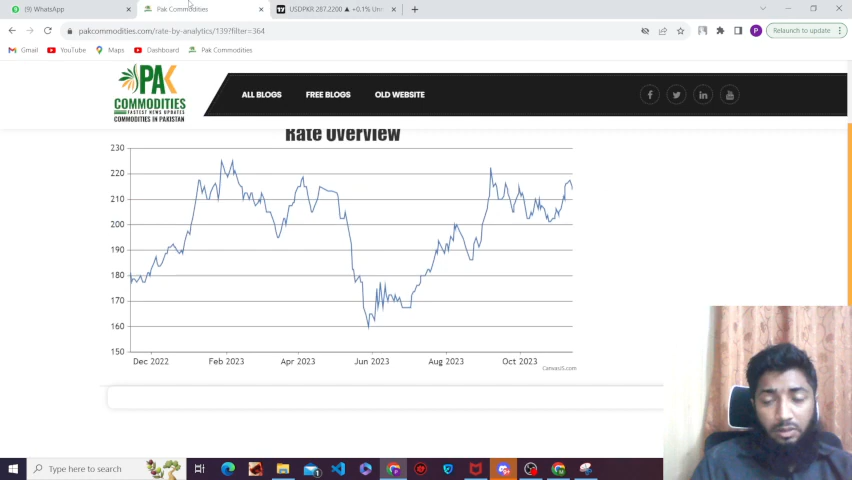 (9) WhatsApp
Pak Commodities
USDPKR 287.2200 ▲ +0.1% Unn
pakcommodities.com/rate-by-analytics/139?filter=364
P
Relaunch to update
Gmail
YouTube
Maps
Dashboard
Pak Commodities
PAK
COMMODITIES
FASTEST NEWS UPDATES
COMMODITIES IN PAKISTAN
ALL BLOGS
FREE BLOGS
OLD WEBSITE
Rate Overview
230
220
210
200
190
180
170
160
150
Dec 2022
Feb 2023
Apr 2023
Jun 2023
Aug 2023
Oct 2023
CanvasJS.com
Type here to search